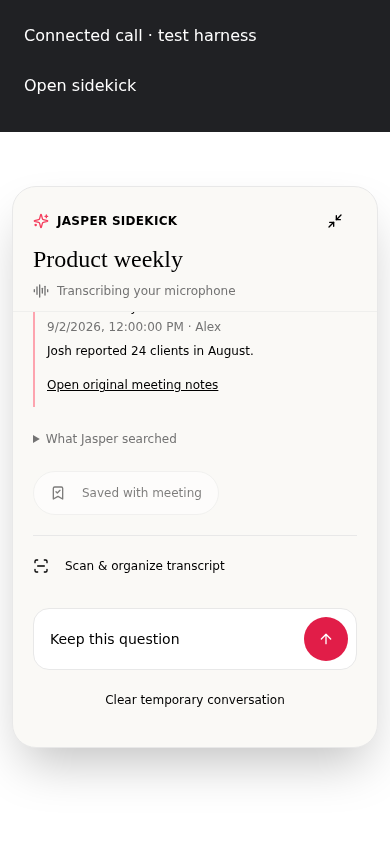 Connected call · test harness
Open sidekick
JASPER SIDEKICK
Product weekly
Transcribing your microphone
9/2/2026, 12:00:00 PM · Alex
Josh reported 24 clients in August.
Open original meeting notes
What Jasper searched
Saved with meeting
Scan & organize transcript
Keep this question
Clear temporary conversation